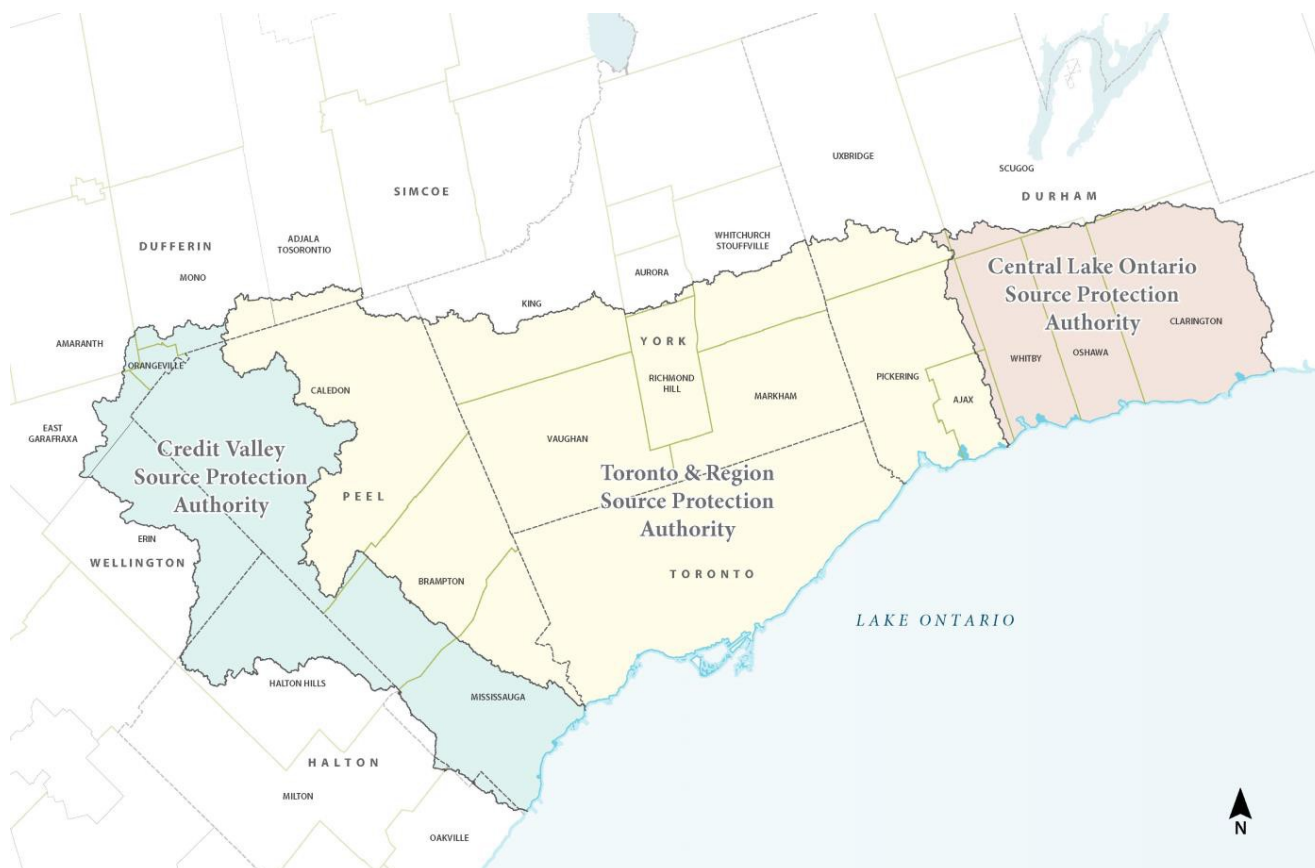 UXBRIDGE
SCUGOG
DURHAM
SIMCOE
DUFFERIN
MONO
ADJALA
TOSORONTIO
WHITCHURCH
STOUFFVILLE
AURORA
KING
Central Lake Ontario
Source Protection
Authority
CLARINGTON
WHITBY
OSHAWA
AMARANTH
ORANGEVILLE
YORK
RICHMOND
HILL
CALEDON
PICKERING
AJAX
MARKHAM
EAST
GARAFRAXA
VAUGHAN
Credit Valley
Source Protection
Authority
PEEL
Toronto & Region
Source Protection
Authority
ERIN
WELLINGTON
BRAMPTON
TORONTO
LAKE ONTARIO
HALTON HILLS
MISSISSAUGA
HALTON
MILTON
OAKVILLE
N